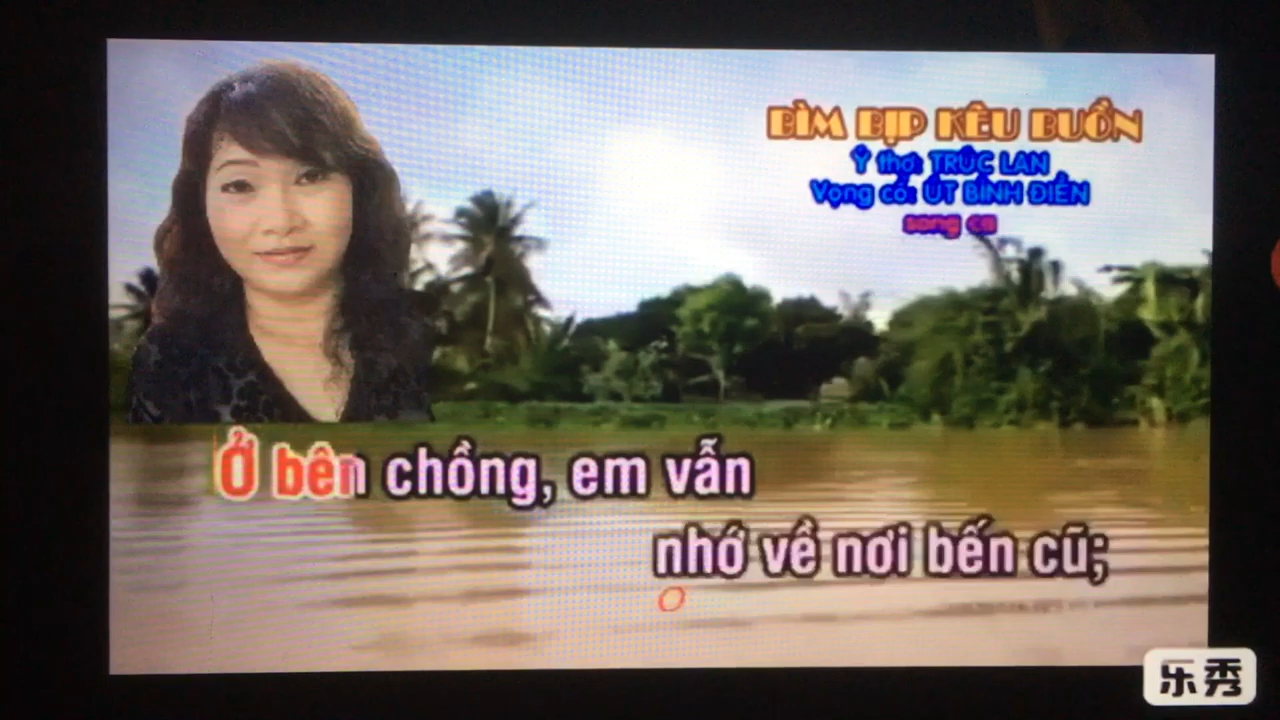 BÌM BỊP KÊU BUỒN
Ý thơ: TRÚC LAN
Vọng cổ: ÚT BÌNH ĐIỀN
song ca
Ở bên chồng, em vẫn
nhớ về nơi bến cũ;
乐秀